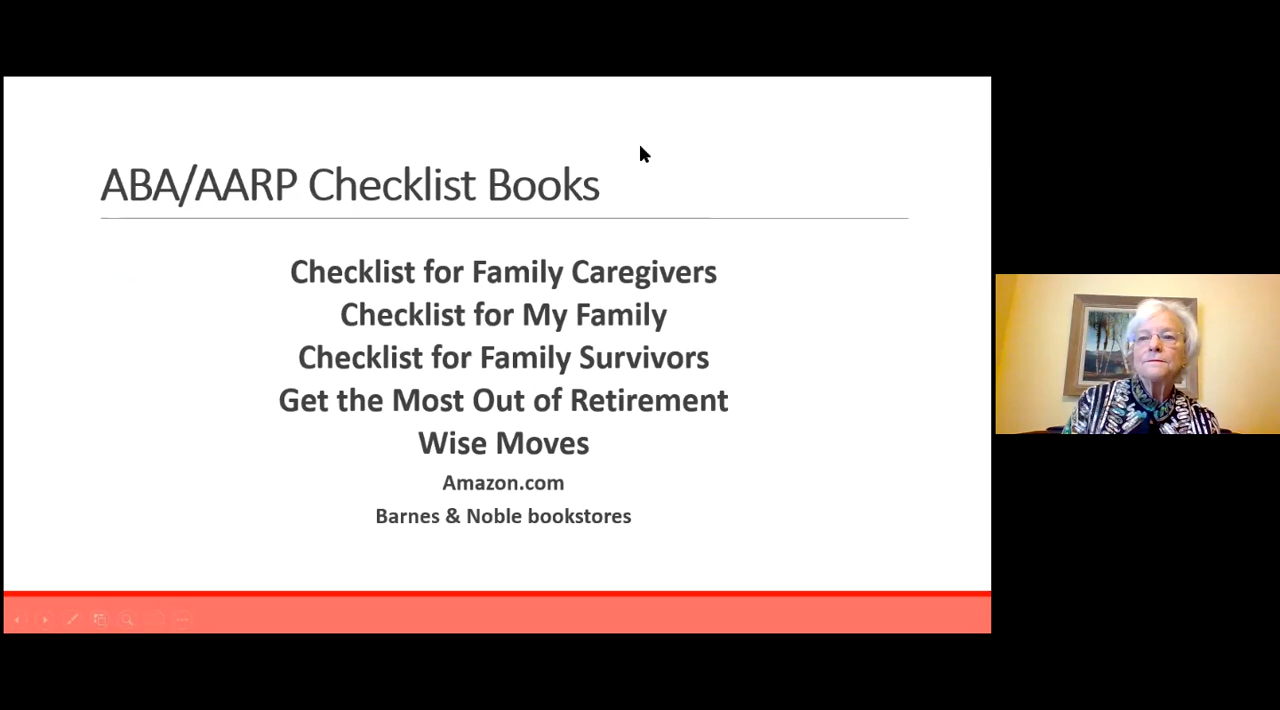 ABA/AARP Checklist Books
Checklist for Family Caregivers
Checklist for My Family
Checklist for Family Survivors
Get the Most Out of Retirement
Wise Moves
Amazon.com
Barnes & Noble bookstores